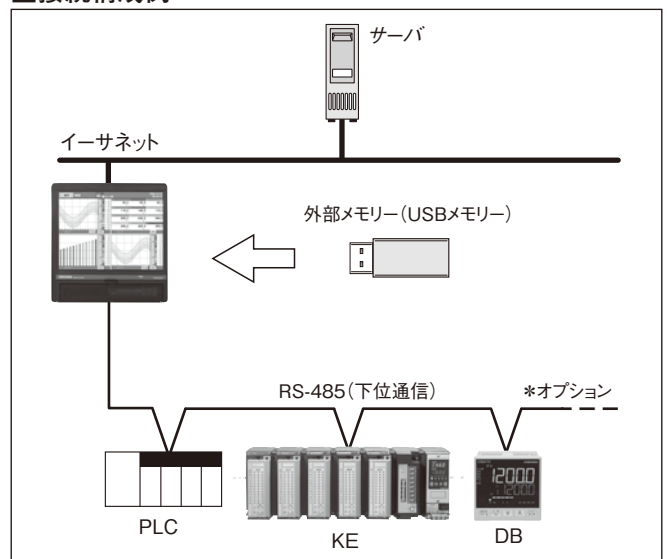 サーバ
イーサネット
外部メモリー（USBメモリー）
RS-485（下位通信）
＊オプション
PLC
KE
DB